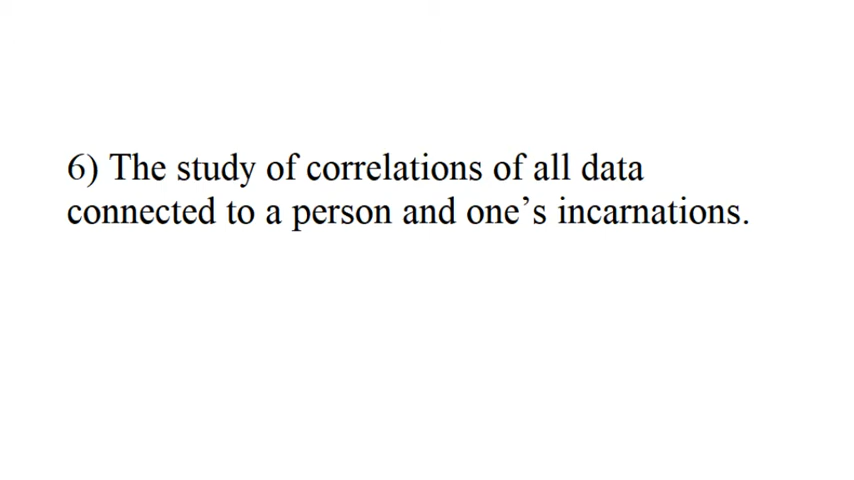 6) The study of correlations of all data
connected to a person and one’s incarnations.